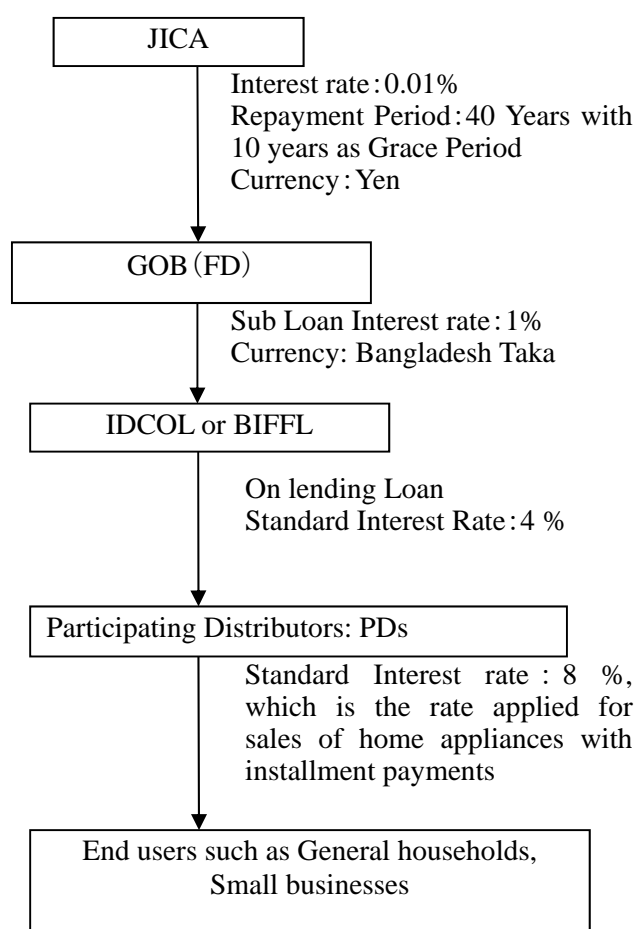 JICA
Interest rate：0.01%
Repayment Period：40 Years with
10 years as Grace Period
Currency：Yen
GOB（FD）
Sub Loan Interest rate：1%
Currency: Bangladesh Taka
IDCOL or BIFFL
On lending Loan
Standard Interest Rate：4 %
Participating Distributors: PDs
Standard Interest rate：8 %,
which is the rate applied for
sales of home appliances with
installment payments
End users such as General households,
Small businesses